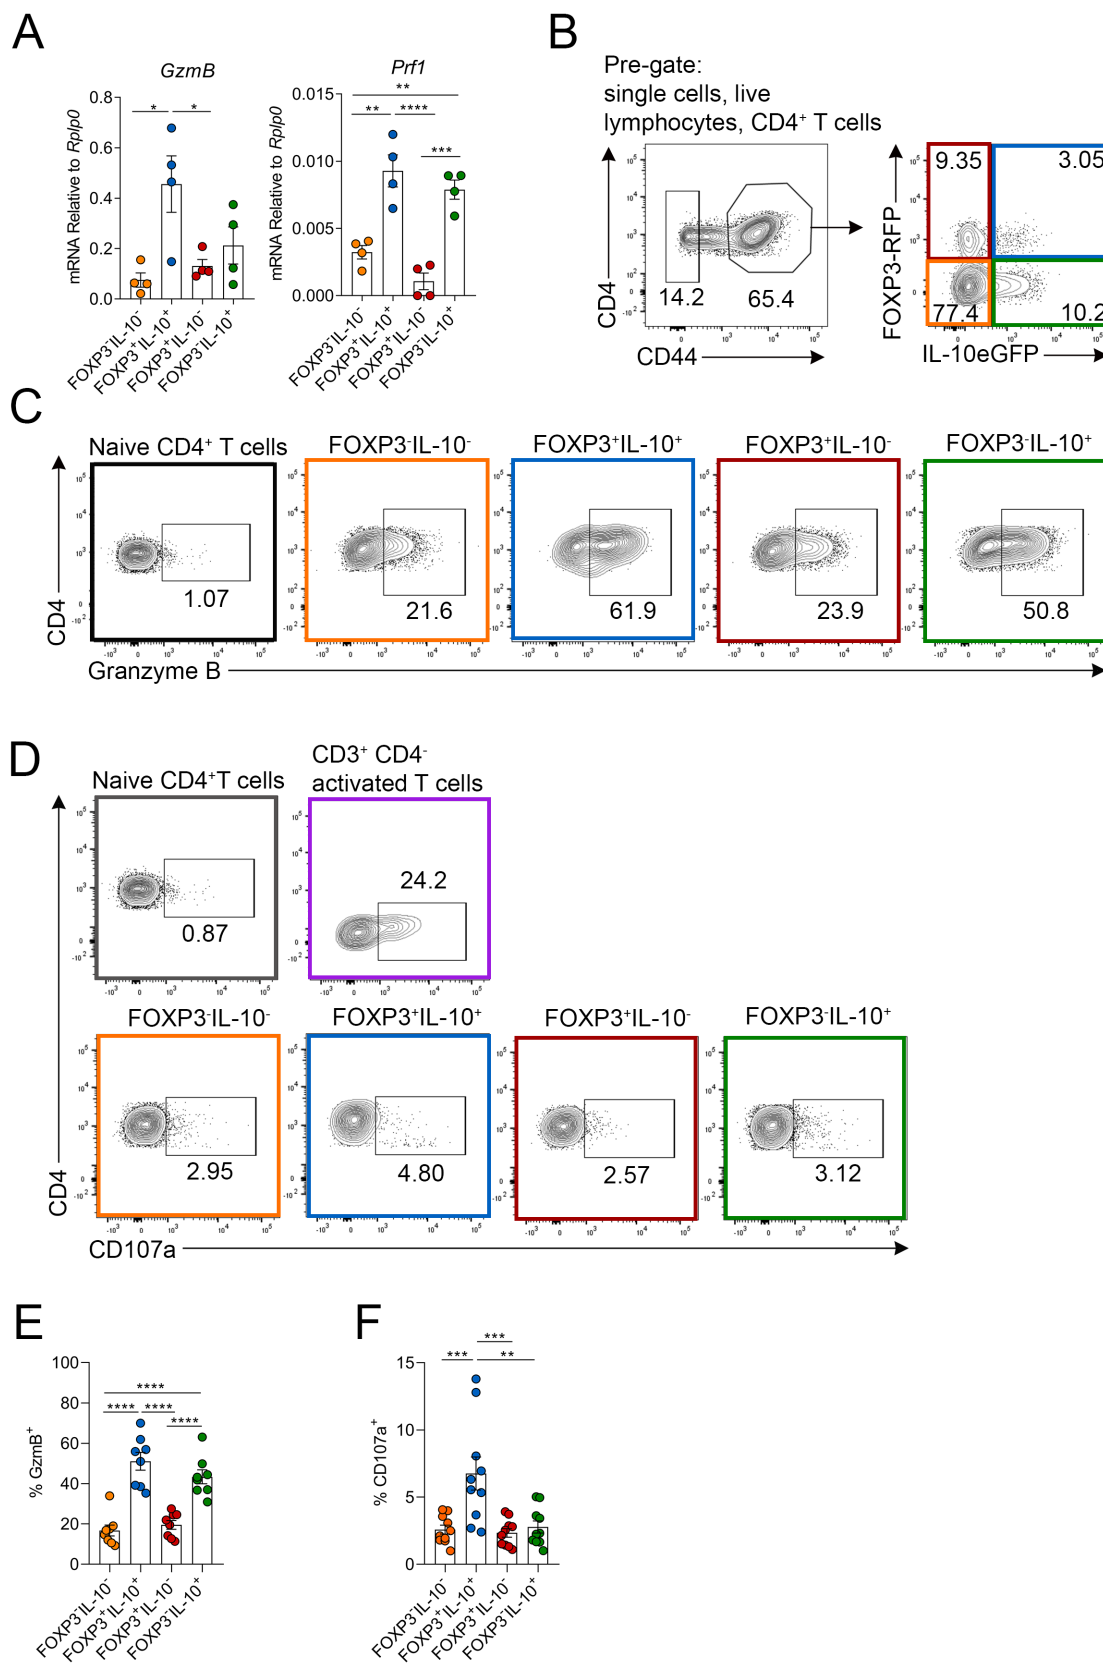 A
GzmB
mRNA Relative to Rplp0
0.8
0.6
0.4
0.2
0.0
* *
FOXP3⁻IL-10⁻
FOXP3⁺IL-10⁺
FOXP3⁺IL-10⁻
FOXP3⁻IL-10⁺
Prf1
mRNA Relative to Rplp0
0.015
0.010
0.005
0.000
**
** ****
***
FOXP3⁻IL-10⁻
FOXP3⁺IL-10⁺
FOXP3⁺IL-10⁻
FOXP3⁻IL-10⁺
B
Pre-gate:
single cells, live
lymphocytes, CD4⁺ T cells
CD4
14.2 65.4
CD44
FOXP3-RFP
9.35 3.05
77.4 10.2
IL-10eGFP
C
Naive CD4⁺ T cells FOXP3⁻IL-10⁻ FOXP3⁺IL-10⁺ FOXP3⁺IL-10⁻ FOXP3⁻IL-10⁺
CD4
1.07 21.6 61.9 23.9 50.8
Granzyme B
D
Naive CD4⁺T cells
CD3⁺ CD4⁻
activated T cells
0.87
24.2
FOXP3⁻IL-10⁻ FOXP3⁺IL-10⁺ FOXP3⁺IL-10⁻ FOXP3⁻IL-10⁺
CD4
2.95 4.80 2.57 3.12
CD107a
E
% GzmB⁺
100
80
60
40
20
0
****
**** ****
****
FOXP3⁻IL-10⁻
FOXP3⁺IL-10⁺
FOXP3⁺IL-10⁻
FOXP3⁻IL-10⁺
F
% CD107a⁺
15
10
5
0
***
*** **
FOXP3⁻IL-10⁻
FOXP3⁺IL-10⁺
FOXP3⁺IL-10⁻
FOXP3⁻IL-10⁺